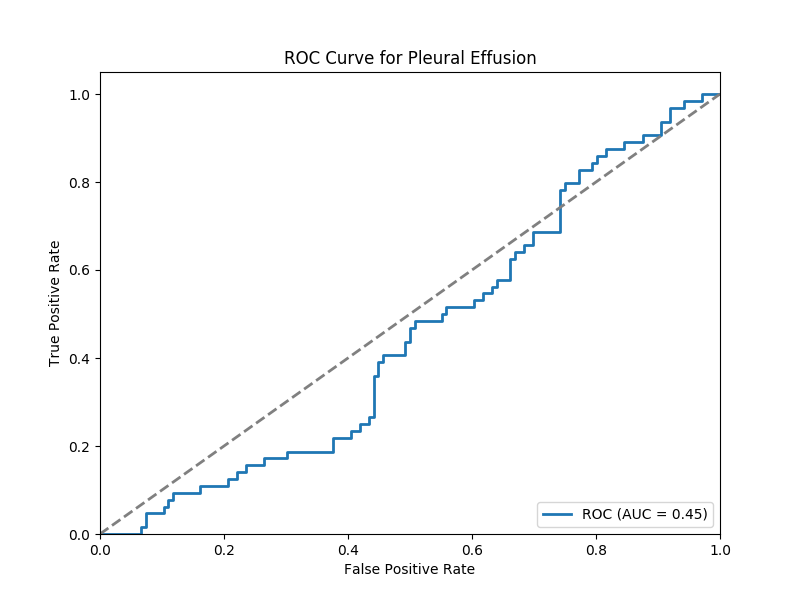 ROC Curve for Pleural Effusion
1.0
0.8
0.6
0.4
0.2
0.0
True Positive Rate
ROC (AUC = 0.45)
0.0 0.2 0.4 0.6 0.8 1.0
False Positive Rate